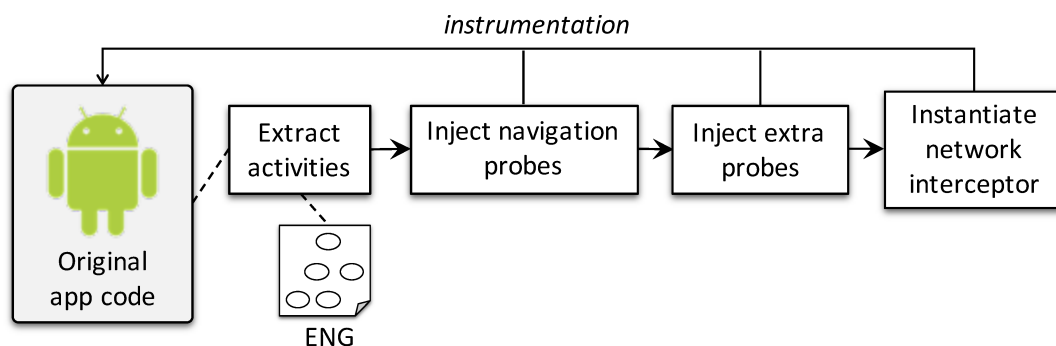 instrumentation
Original
app code
Extract
activities
ENG
Inject navigation
probes
Inject extra
probes
Instantiate
network
interceptor